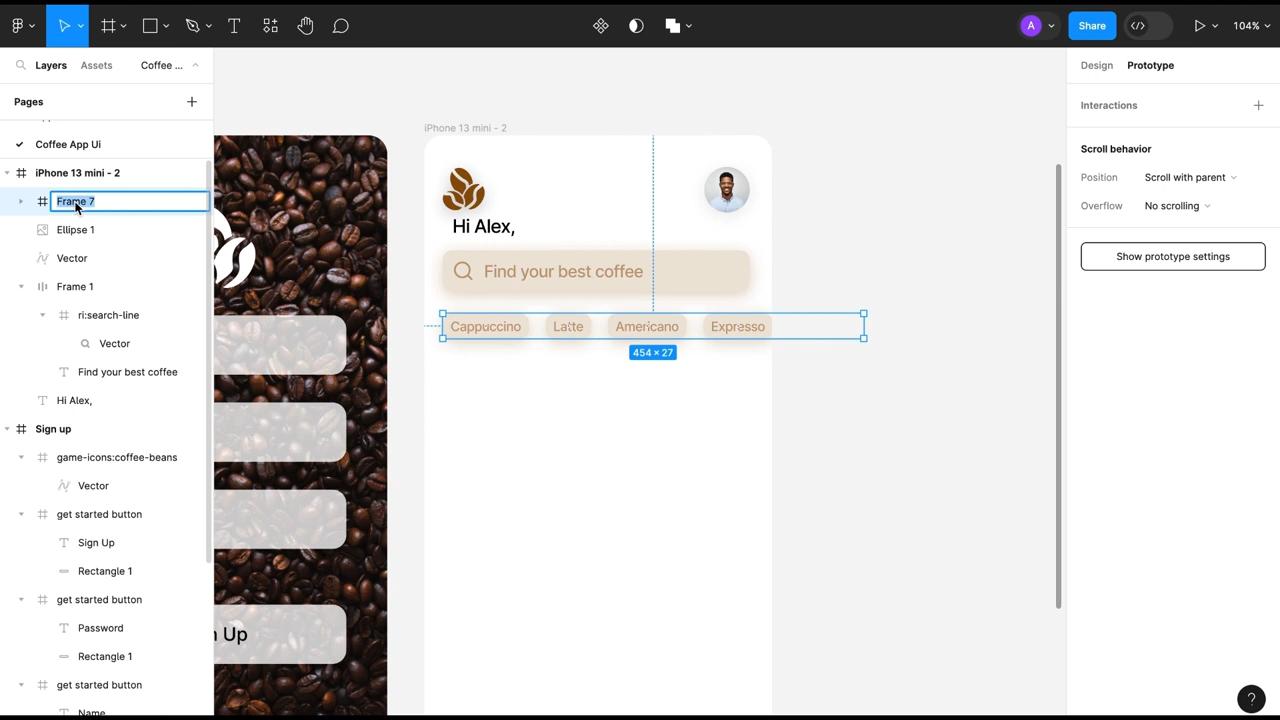 A
Share
104%
Layers
Assets
Coffee ...
Design
Prototype
Pages
Interactions
Coffee App Ui
iPhone 13 mini - 2
Scroll behavior
iPhone 13 mini - 2
Position
Scroll with parent
Frame 7
Overflow
No scrolling
Ellipse 1
Hi Alex,
Vector
Show prototype settings
Find your best coffee
Frame 1
ri:search-line
Cappuccino
Latte
Americano
Expresso
Vector
454 × 27
Find your best coffee
Hi Alex,
Sign up
game-icons:coffee-beans
Vector
get started button
Sign Up
Rectangle 1
get started button
Password
n Up
Rectangle 1
get started button
Name
?